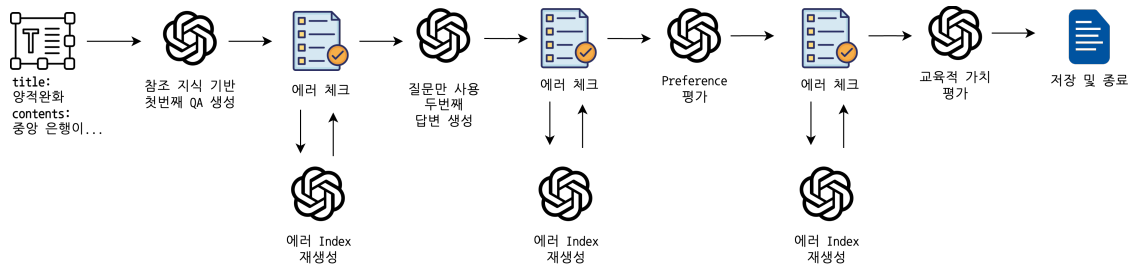 T
title:
양적완화
contents:
중앙 은행이...
참조 지식 기반
첫번째 QA 생성
에러 체크
에러 Index
재생성
질문만 사용
두번째
답변 생성
에러 체크
에러 Index
재생성
Preference
평가
에러 체크
에러 Index
재생성
교육적 가치
평가
저장 및 종료